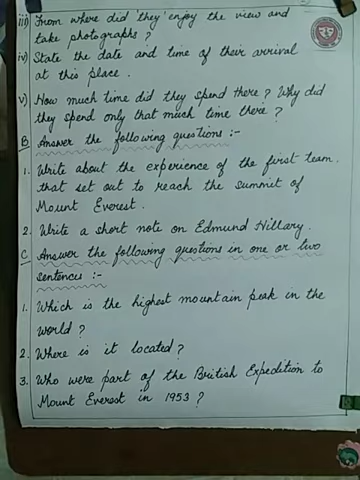 iii) From where did they enjoy the view and
take photographs?
iv) State the date and time of their arrival
at this place.
v) How much time did they spend there? Why did
they spend only that much time there?
B Answer the following questions:-
1. Write about the experience of the first team
that set out to reach the summit of
Mount Everest.
2. Write a short note on Edmund Hillary.
C Answer the following questions in one or two
sentences:-
1. Which is the highest mountain peak in the
world?
2. Where is it located?
3. Who were part of the British Expedition to
Mount Everest in 1953?